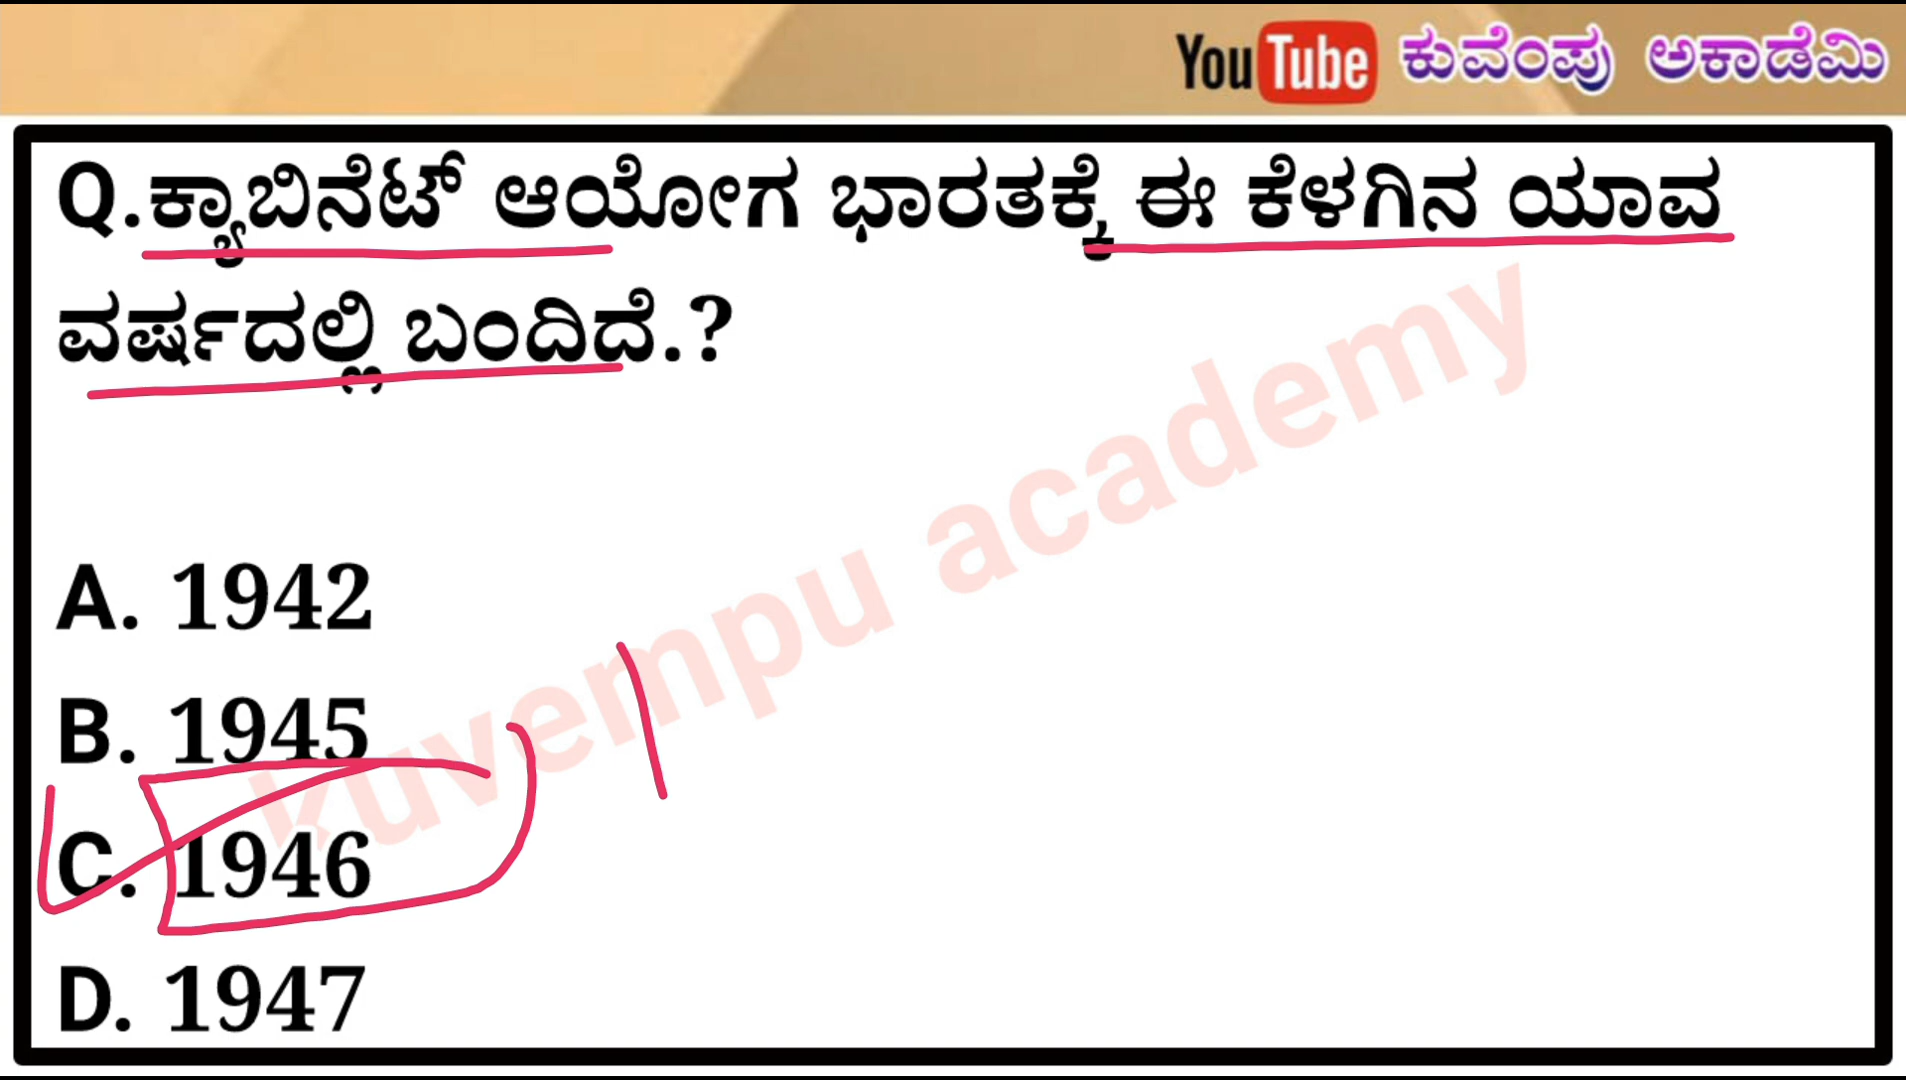 YouTube ಕುವೆಂಪು ಅಕಾಡೆಮಿ
Q.ಕ್ಯಾಬಿನೆಟ್ ಆಯೋಗ ಭಾರತಕ್ಕೆ ಈ ಕೆಳಗಿನ ಯಾವ
ವರ್ಷದಲ್ಲಿ ಬಂದಿದೆ.?
kuvempu academy
A. 1942
B. 1945
C. 1946
D. 1947